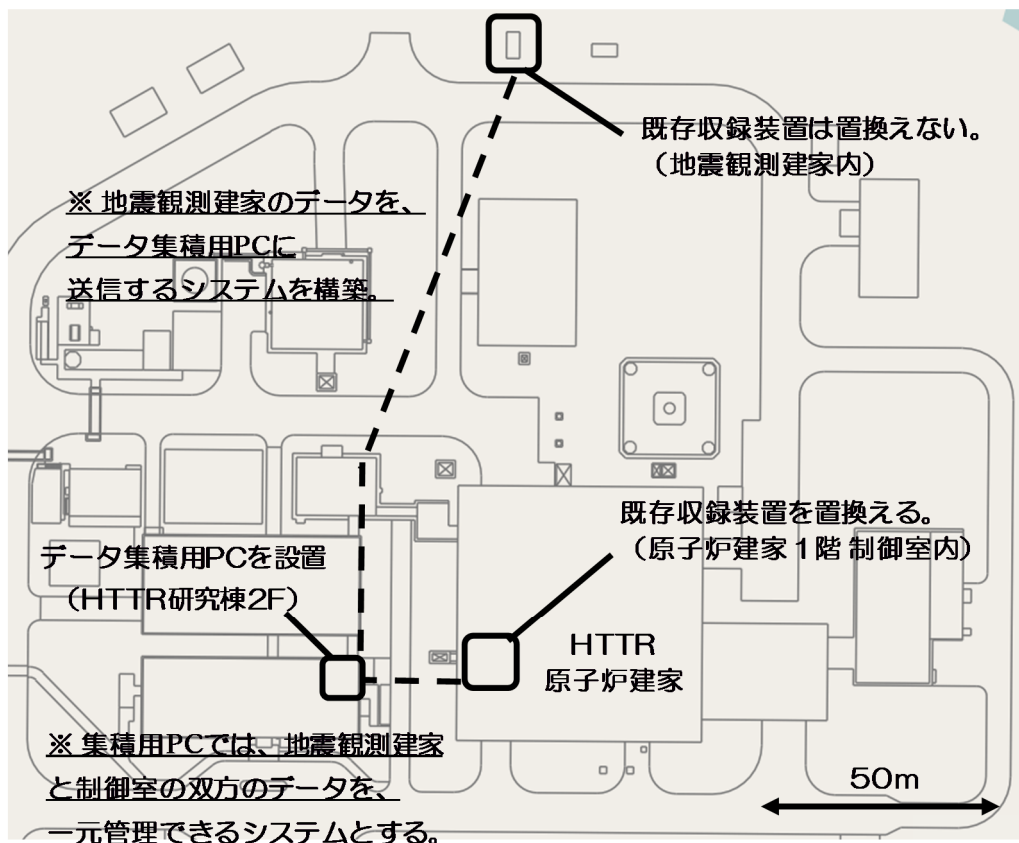 既存収録装置は置換えない。
（地震観測建家内）
※ 地震観測建家のデータを、
データ集積用PCに
送信するシステムを構築。
既存収録装置を置換える。
（原子炉建家１階 制御室内）
データ集積用PCを設置
（HTTR研究棟2F）
HTTR
原子炉建家
※ 集積用PCでは、地震観測建家
と制御室の双方のデータを、
一元管理できるシステムとする。
50m